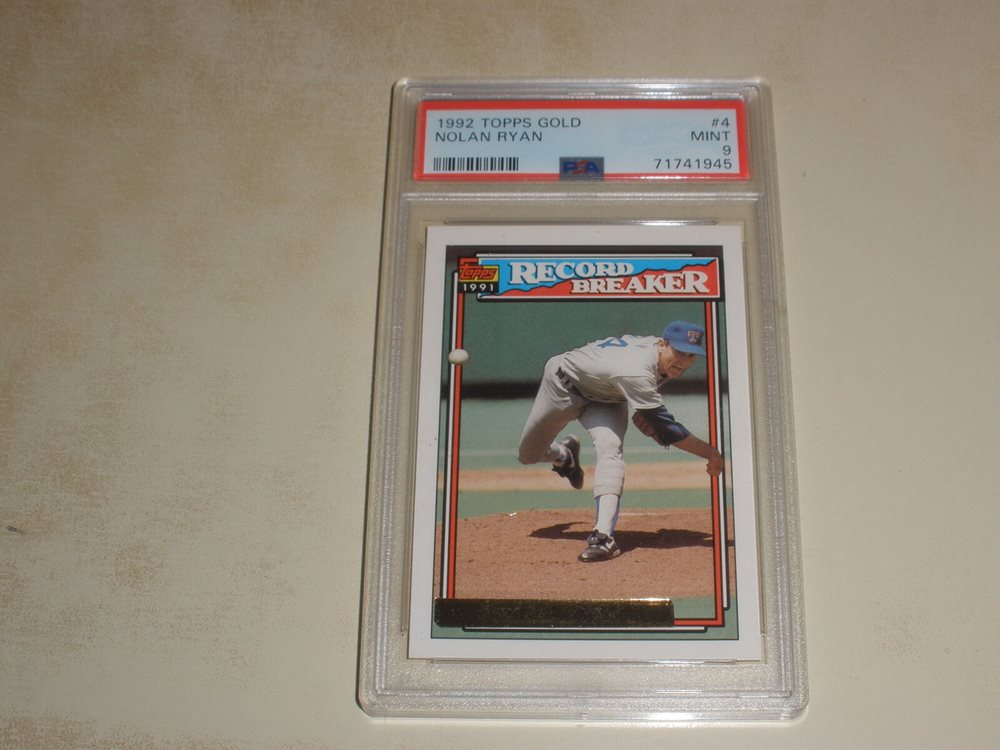 1992 TOPPS GOLD #4
NOLAN RYAN MINT
9
PSA 71741945
Topps
1991
RECORD
BREAKER
T